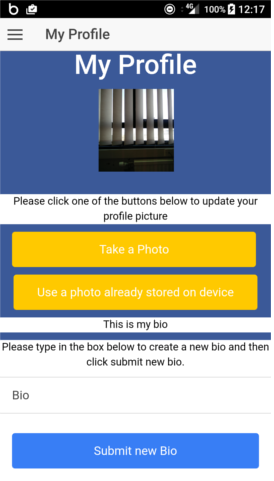 4G 100% 12:17
My Profile
My Profile
Please click one of the buttons below to update your
profile picture
Take a Photo
Use a photo already stored on device
This is my bio
Please type in the box below to create a new bio and then
click submit new bio.
Bio
Submit new Bio